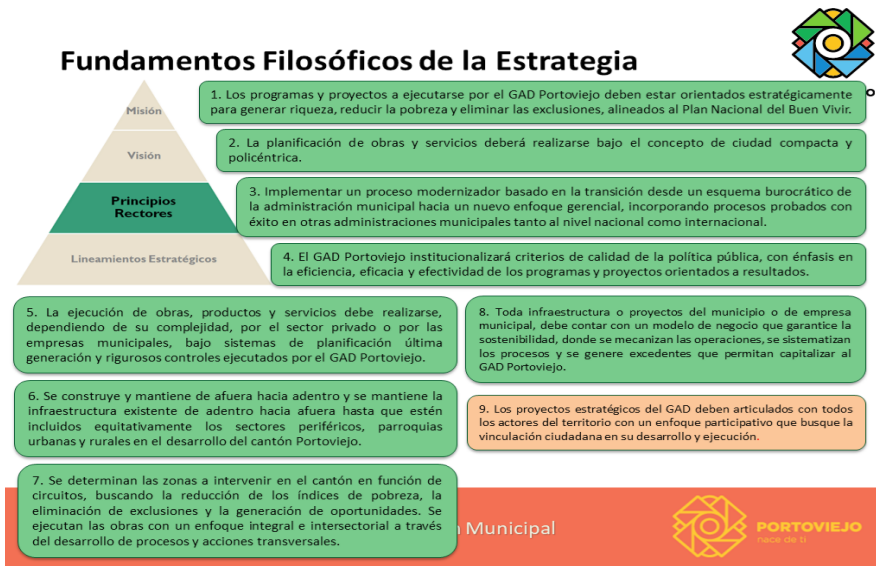 Fundamentos Filosóficos de la Estrategia
o
Misión
Visión
Principios
Rectores
Lineamientos Estratégicos
1. Los programas y proyectos a ejecutarse por el GAD Portoviejo deben estar orientados estratégicamente
para generar riqueza, reducir la pobreza y eliminar las exclusiones, alineados al Plan Nacional del Buen Vivir.
2. La planificación de obras y servicios deberá realizarse bajo el concepto de ciudad compacta y
policéntrica.
3. Implementar un proceso modernizador basado en la transición desde un esquema burocrático de
la administración municipal hacia un nuevo enfoque gerencial, incorporando procesos probados con
éxito en otras administraciones municipales tanto al nivel nacional como internacional.
4. El GAD Portoviejo institucionalizará criterios de calidad de la política pública, con énfasis en
la eficiencia, eficacia y efectividad de los programas y proyectos orientados a resultados.
5. La ejecución de obras, productos y servicios debe realizarse,
dependiendo de su complejidad, por el sector privado o por las
empresas municipales, bajo sistemas de planificación última
generación y rigurosos controles ejecutados por el GAD Portoviejo.
6. Se construye y mantiene de afuera hacia adentro y se mantiene la
infraestructura existente de adentro hacia afuera hasta que estén
incluidos equitativamente los sectores periféricos, parroquias
urbanas y rurales en el desarrollo del cantón Portoviejo.
7. Se determinan las zonas a intervenir en el cantón en función de
circuitos, buscando la reducción de los índices de pobreza, la
eliminación de exclusiones y la generación de oportunidades. Se
ejecutan las obras con un enfoque integral e intersectorial a través
del desarrollo de procesos y acciones transversales.
8. Toda infraestructura o proyectos del municipio o de empresa
municipal, debe contar con un modelo de negocio que garantice la
sostenibilidad, donde se mecanizan las operaciones, se sistematizan
los procesos y se genere excedentes que permitan capitalizar al
GAD Portoviejo.
9. Los proyectos estratégicos del GAD deben articulados con todos
los actores del territorio con un enfoque participativo que busque la
vinculación ciudadana en su desarrollo y ejecución.
Municipal
PORTOVIEJO
nace de ti